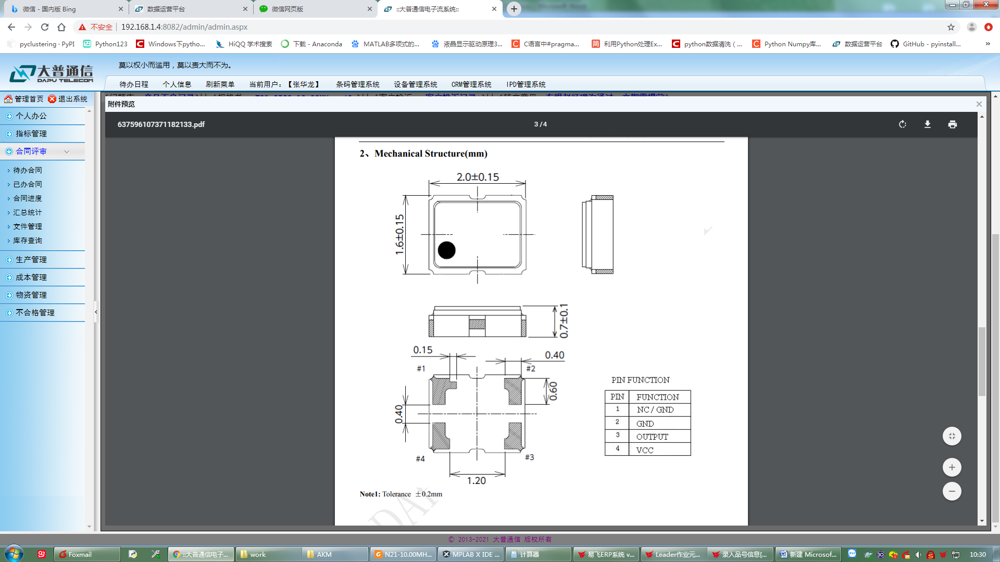 微信 - 国内版 Bing
数据运营平台
微信网页版
::大普通信电子流系统::
不安全 192.168.1.4:8082/admin/admin.aspx
pyclustering · PyPI
Python123
Windows下pytho...
HiQQ 学术搜索
下载 - Anaconda
MATLAB多项式的...
液晶显示驱动原理3...
C语言中#pragma...
利用Python处理Ex...
python数据清洗 ( ...
Python Numpy库...
数据运营平台
GitHub - pyinstall...
»
大普通信
DAPU TELECOM
莫以权小而滥用，莫以责大而不为。
待办日程 个人信息 刷新菜单 当前用户：【张华龙】 条码管理系统 设备管理系统 CRM管理系统 IPD管理系统
管理首页 退出系统
个人办公
指标管理
合同评审
待办合同
已办合同
合同进度
汇总统计
文件管理
库存查询
生产管理
成本管理
物资管理
不合格管理
附件预览
637596107371182133.pdf
3 / 4
2、Mechanical Structure(mm)
2.0±0.15
1.6±0.15
0.7±0.1
0.15
0.40
#1
#2
0.60
0.40
#4
#3
1.20
PIN FUNCTION
PIN FUNCTION
1 NC / GND
2 GND
3 OUTPUT
4 VCC
Note1: Tolerance ±0.2mm
© 2013-2021 大普通信 版权所有
Foxmail
::大普通信电子...
work
AKM
N21-10.00MH...
MPLAB X IDE ...
计算器
易飞ERP系统 v...
Leader作业元...
录入品号信息[...
新建 Microsof...
10:30